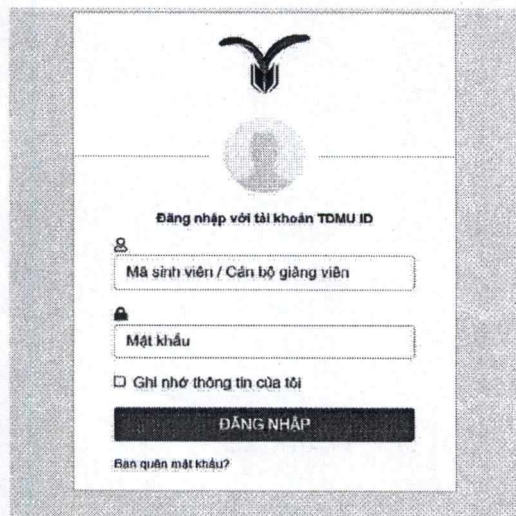 Đăng nhập với tài khoản TDMU ID
Mã sinh viên / Cán bộ giảng viên
Mật khẩu
Ghi nhớ thông tin của tôi
ĐĂNG NHẬP
Bạn quên mật khẩu?